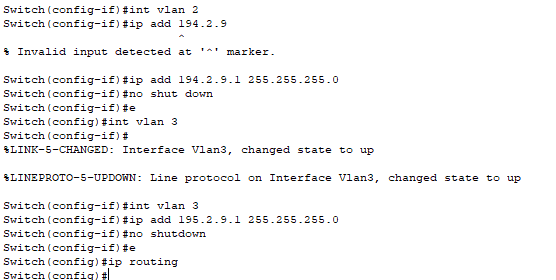 Switch(config-if)#int vlan 2
Switch(config-if)#ip add 194.2.9
^
% Invalid input detected at '^' marker.
Switch(config-if)#ip add 194.2.9.1 255.255.255.0
Switch(config-if)#no shut down
Switch(config-if)#e
Switch(config)#int vlan 3
Switch(config-if)#
%LINK-5-CHANGED: Interface Vlan3, changed state to up
%LINEPROTO-5-UPDOWN: Line protocol on Interface Vlan3, changed state to up
Switch(config-if)#int vlan 3
Switch(config-if)#ip add 195.2.9.1 255.255.255.0
Switch(config-if)#no shutdown
Switch(config-if)#e
Switch(config)#ip routing
Switch(config)#